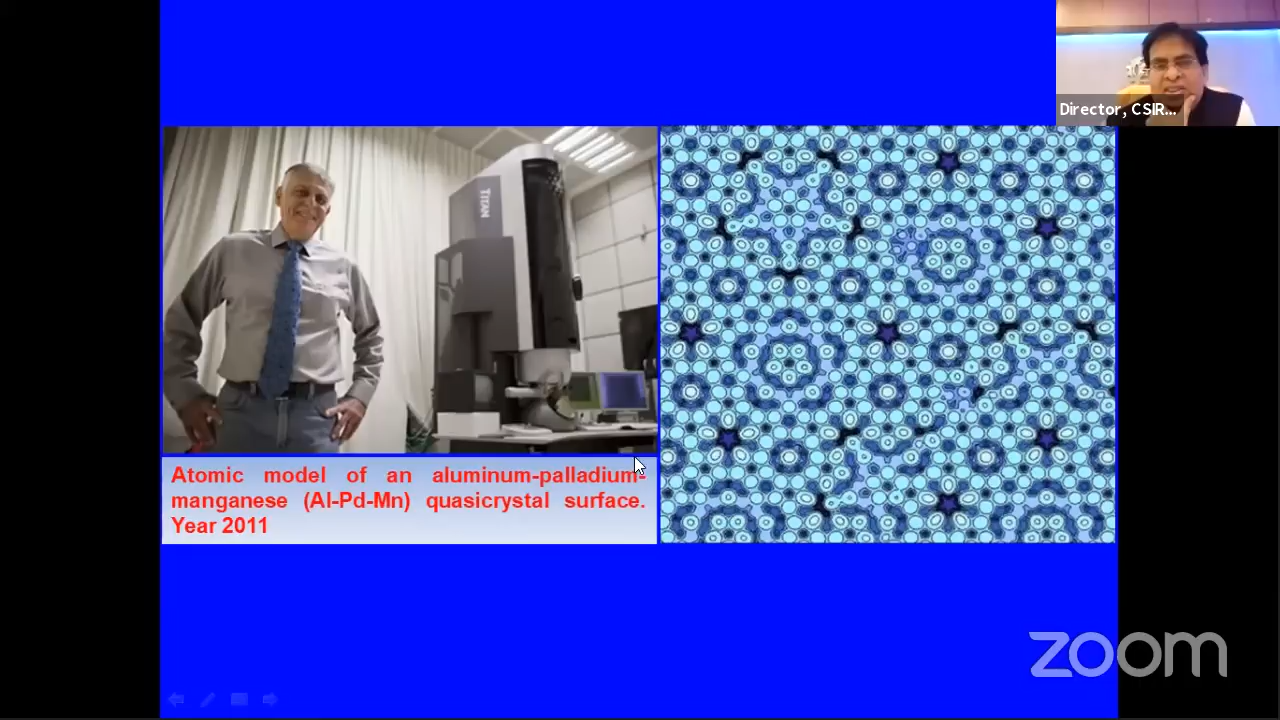 Director, CSIR...
TITAN
Atomic model of an aluminum-palladium-
manganese (Al-Pd-Mn) quasicrystal surface.
Year 2011
zoom